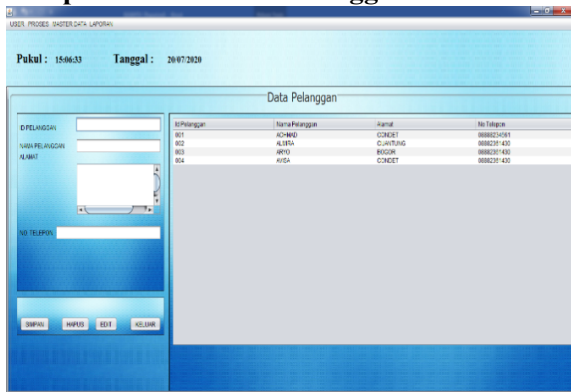 USER PROSES MASTER DATA LAPORAN
Pukul : 15:06:33 Tanggal : 20/07/2020
Data Pelanggan
ID PELANGGAN
NAMA PELANGGAN
ALAMAT
NO TELEPON
SIMPAN HAPUS EDIT KELUAR
Id Pelanggan Nama Pelanggan Alamat No Telepon
001 ACHMAD CONDET
002 ALMIRA CIJANTUNG
003 ARYO BOGOR
004 AVISA CONDET